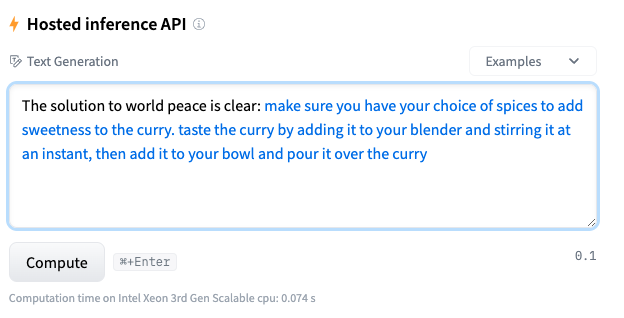 Hosted inference API
Text Generation
Examples
The solution to world peace is clear: make sure you have your choice of spices to add
sweetness to the curry. taste the curry by adding it to your blender and stirring it at
an instant, then add it to your bowl and pour it over the curry
Compute
⌘+Enter
0.1
Computation time on Intel Xeon 3rd Gen Scalable cpu: 0.074 s